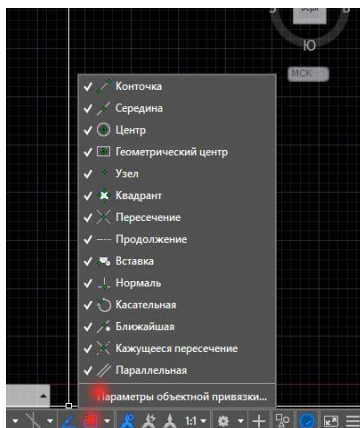 Верх
З
В
Ю
МСК
Конточка
Середина
Центр
Геометрический центр
Узел
Квадрант
Пересечение
Продолжение
Вставка
Нормаль
Касательная
Ближайшая
Кажущееся пересечение
Параллельная
Параметры объектной привязки...
1:1